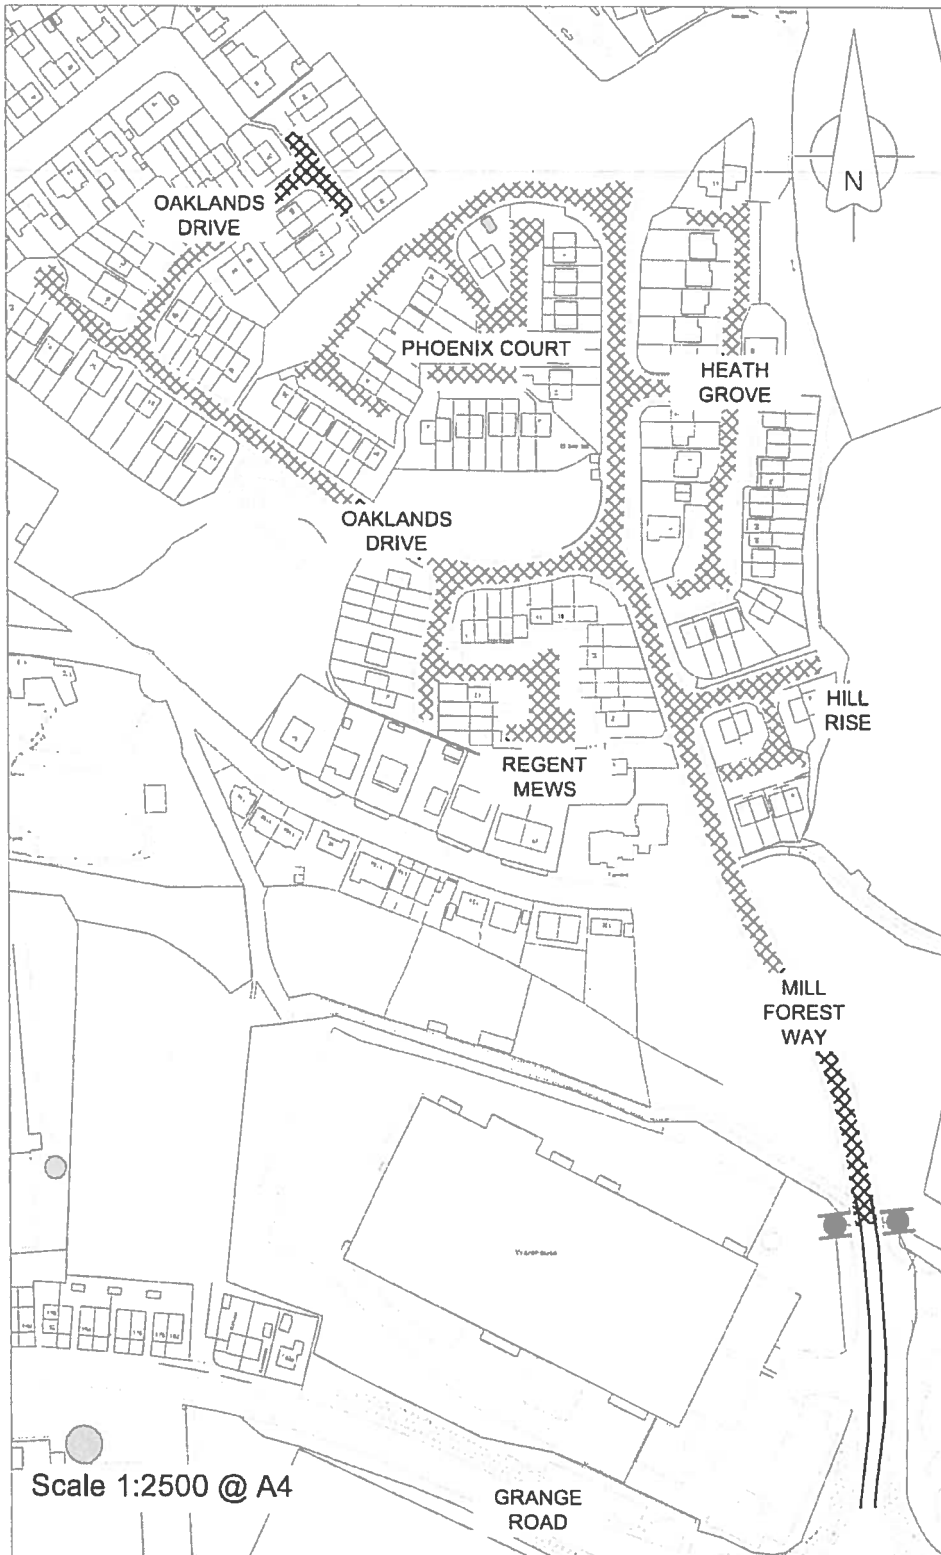 N
OAKLANDS
DRIVE
PHOENIX COURT
HEATH
GROVE
OAKLANDS
DRIVE
HILL
RISE
REGENT
MEWS
MILL
FOREST
WAY
Warehouse
Scale 1:2500 @ A4
GRANGE
ROAD